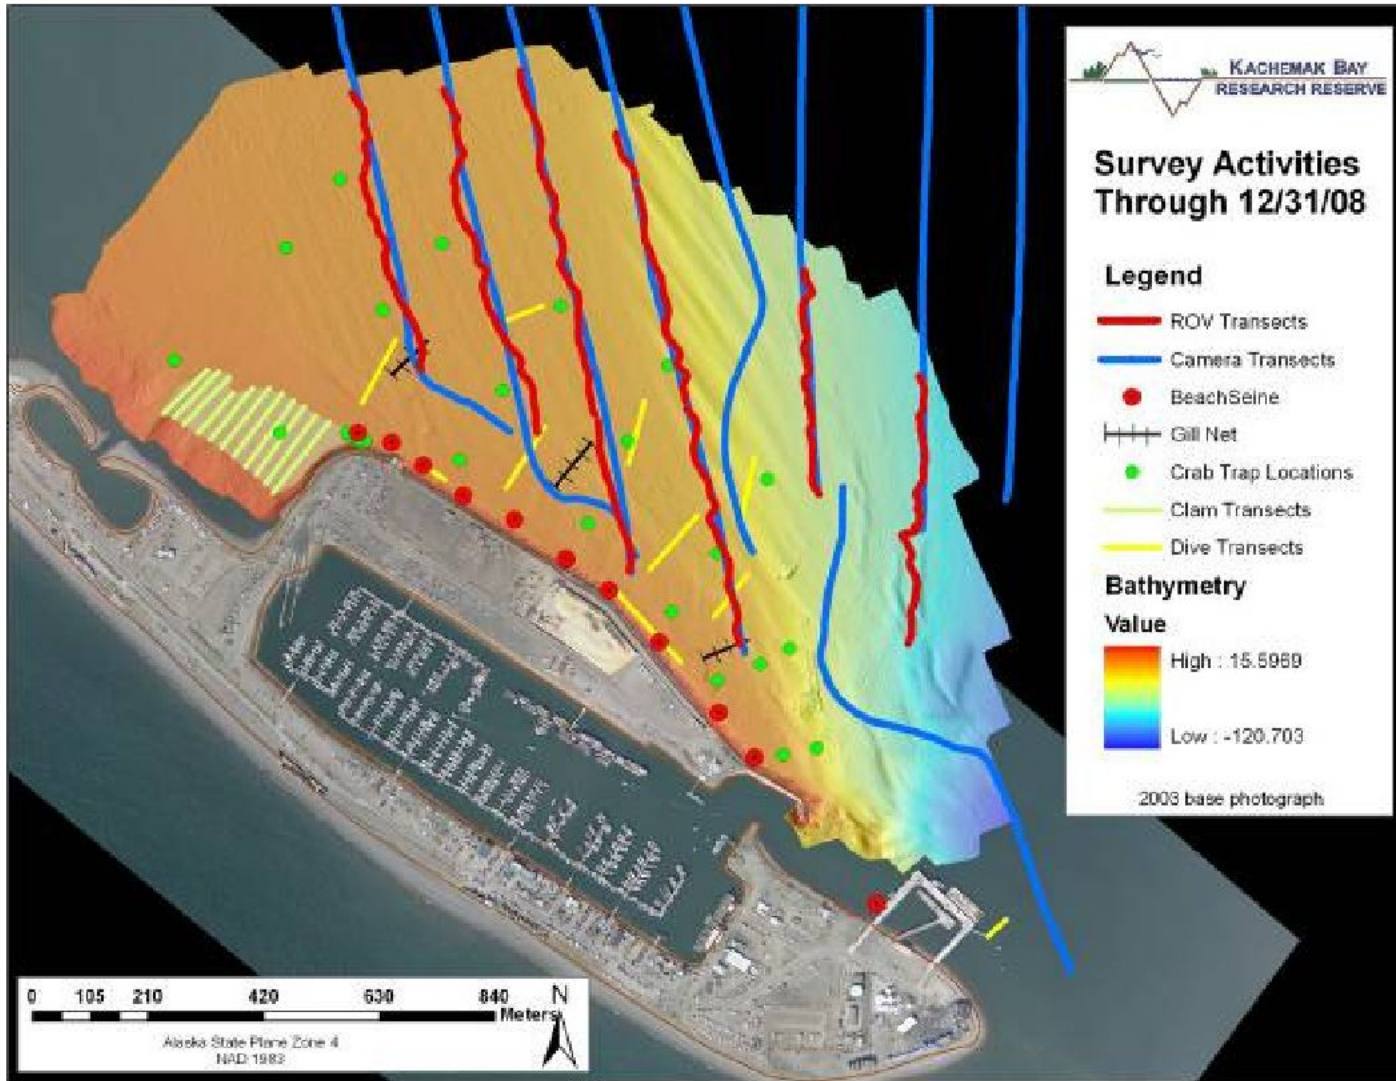 KACHEMAK BAY
RESEARCH RESERVE
Survey Activities
Through 12/31/08
Legend
ROV Transects
Camera Transects
BeachSeine
Gill Net
Crab Trap Locations
Clam Transects
Dive Transects
Bathymetry
Value
High : 15.5969
Low : -120.703
2003 base photograph
0 105 210 420 630 840
Meters
N
Alaska State Plane Zone 4
NAD 1983